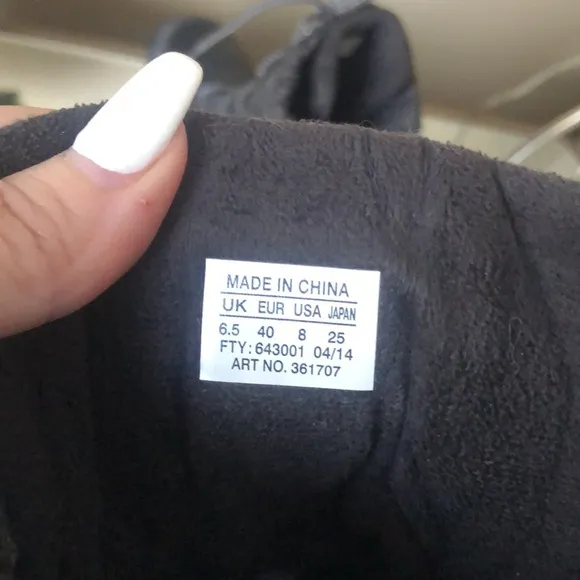 MADE IN CHINA
UK EUR USA JAPAN
6.5 40 8 25
FTY: 643001 04/14
ART NO. 361707